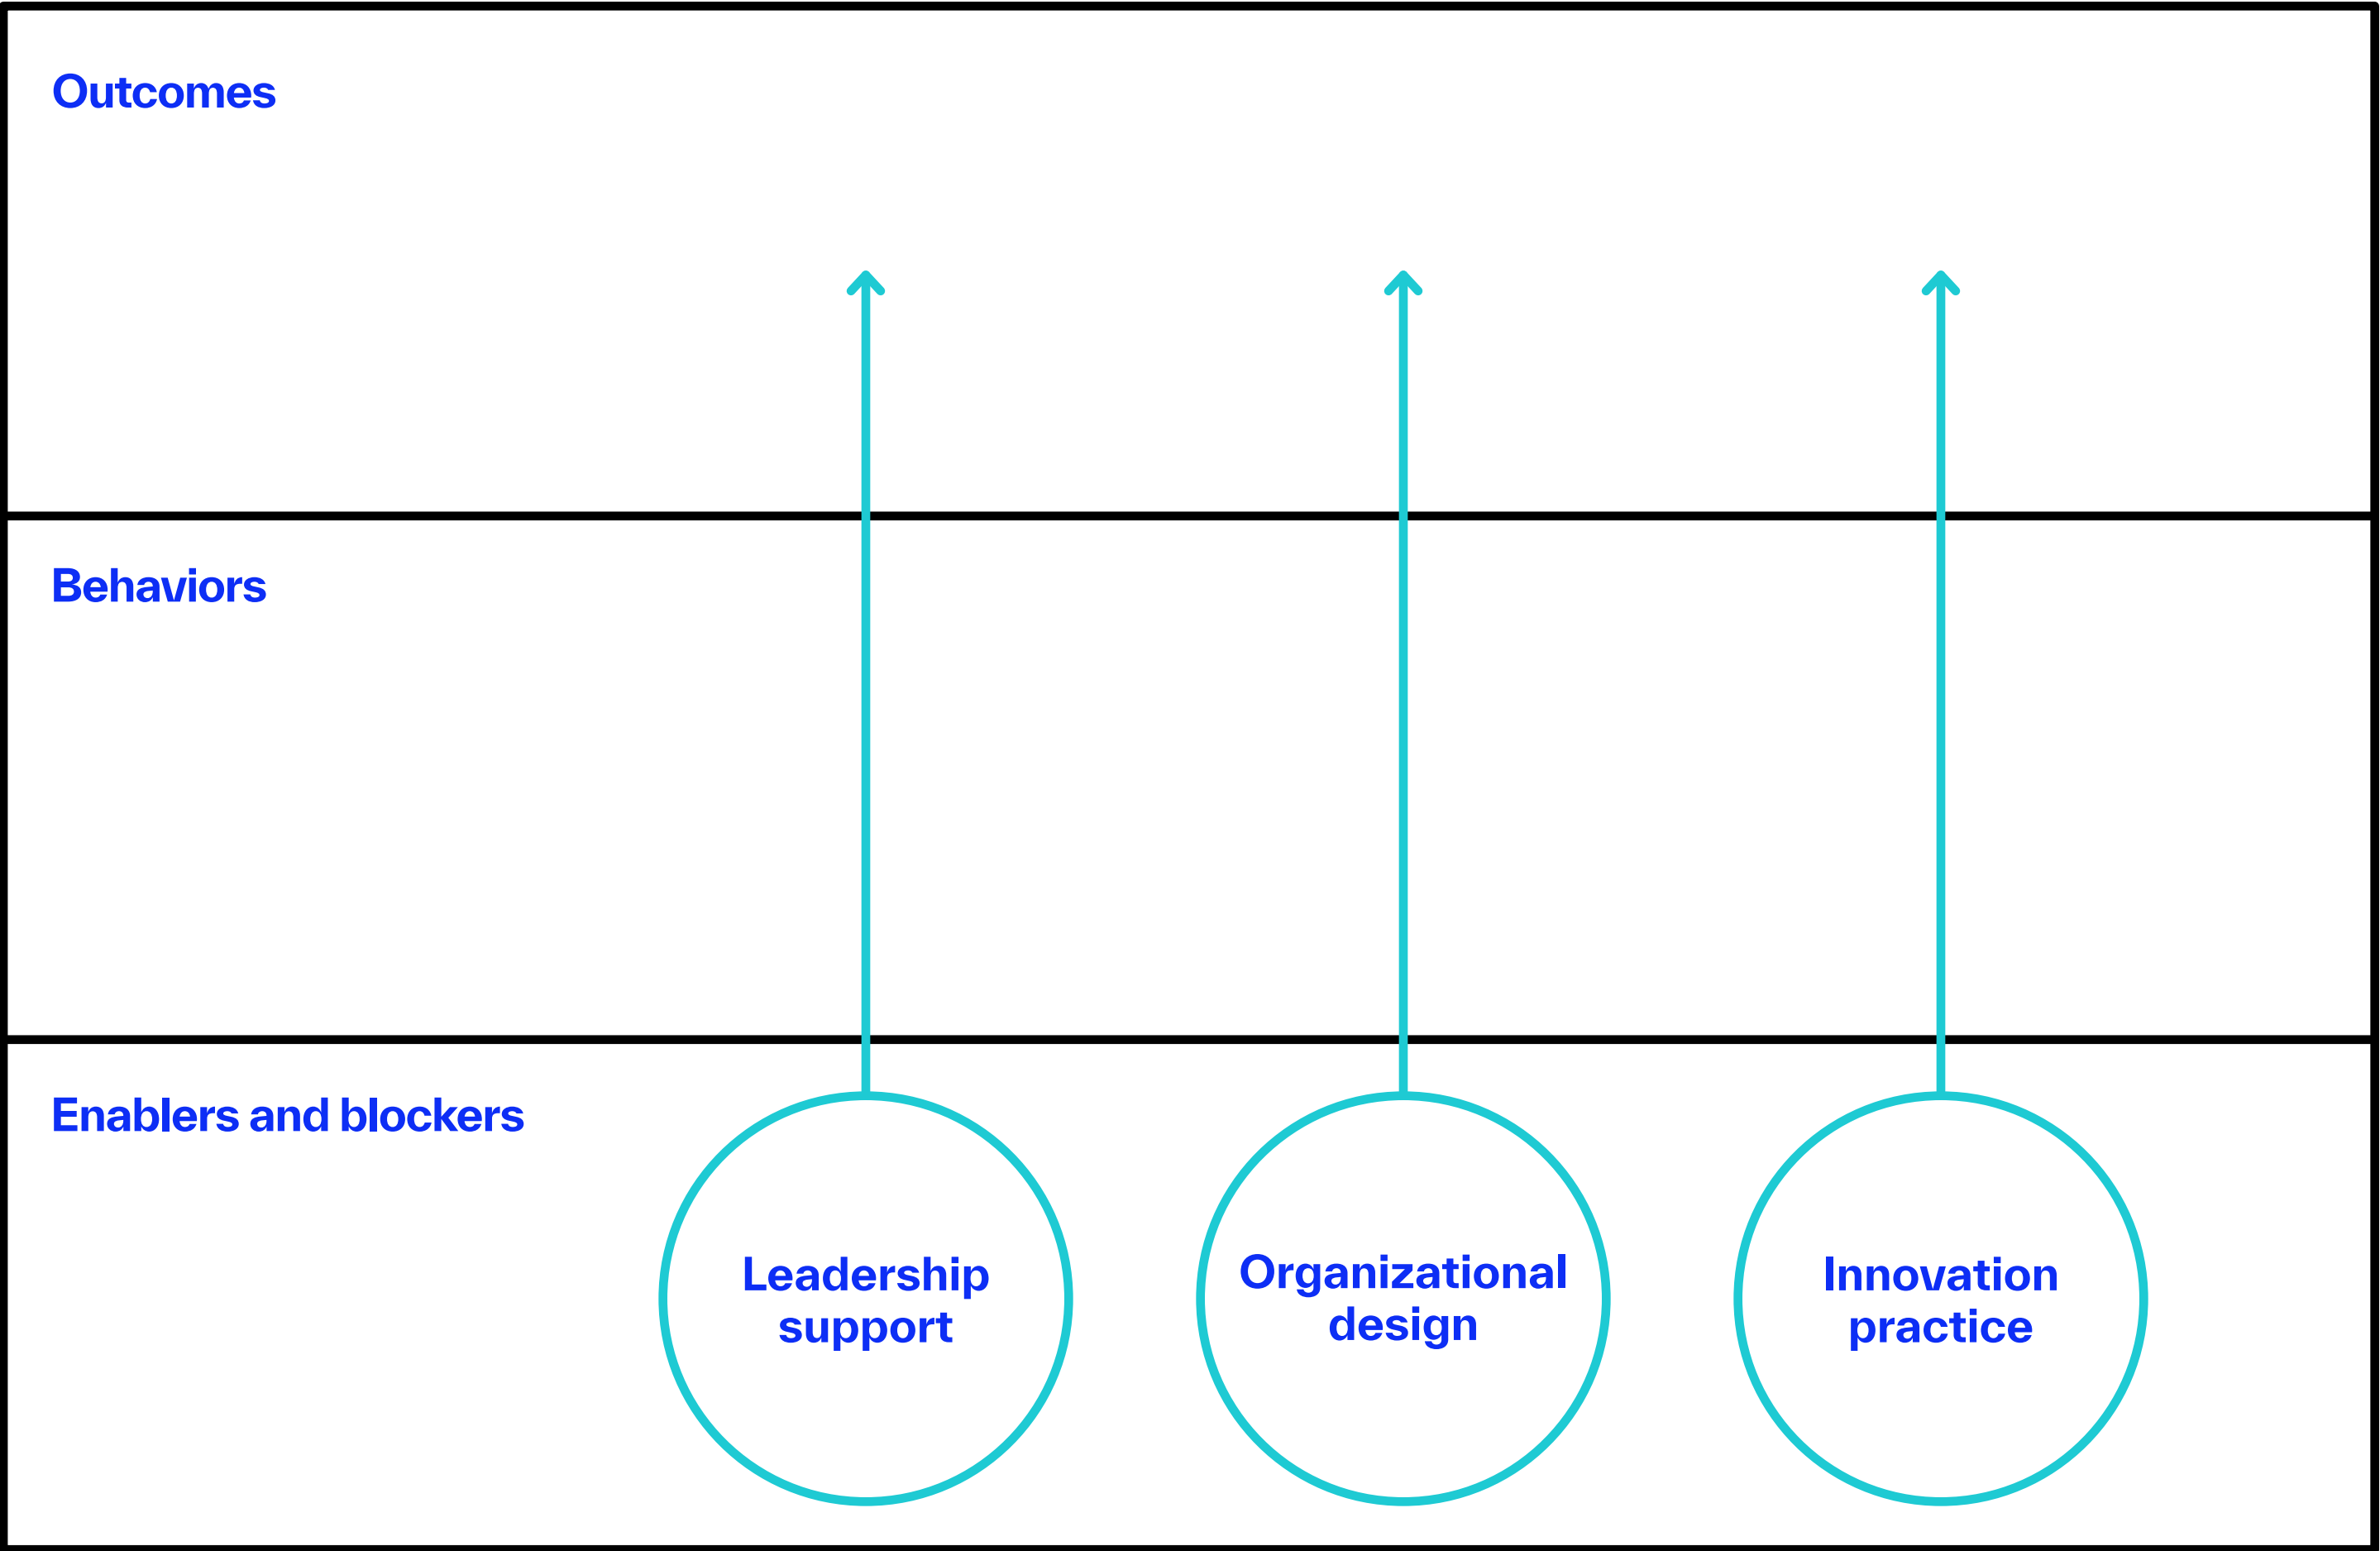 Outcomes
Behaviors
Enablers and blockers
Leadership
support
Organizational
design
Innovation
practice